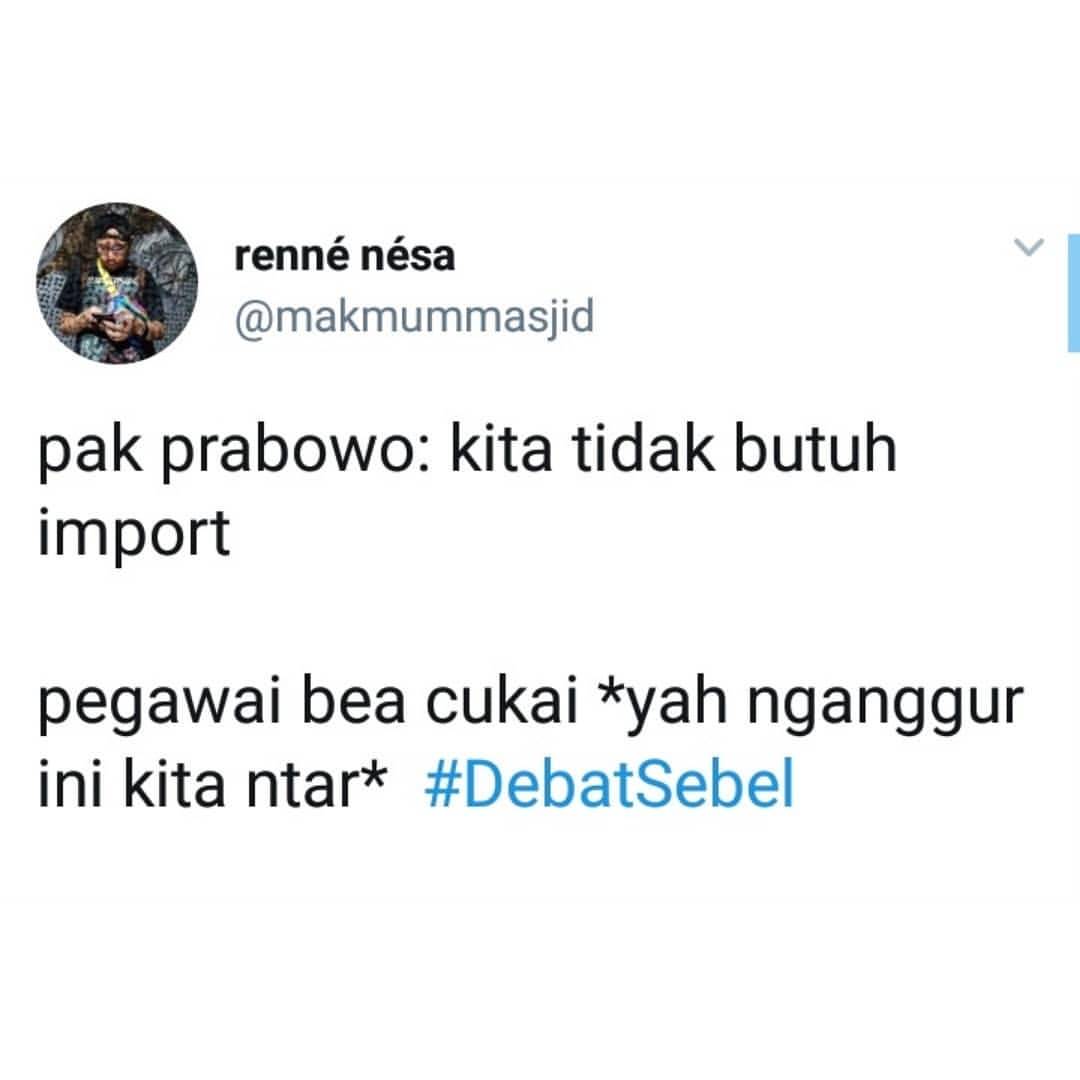 renné nésa
@makmummasjid
pak prabowo: kita tidak butuh
import
pegawai bea cukai *yah nganggur
ini kita ntar* #DebatSebel